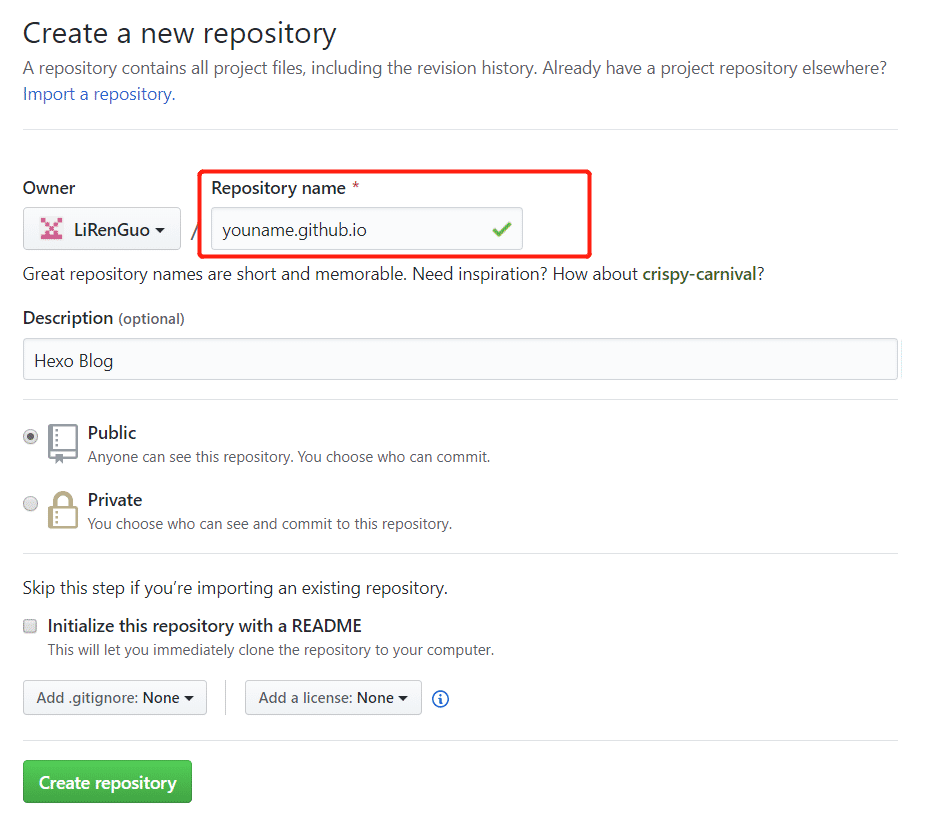 Create a new repository
A repository contains all project files, including the revision history. Already have a project repository elsewhere?
Import a repository.
Owner
Repository name *
LiRenGuo
/
youname.github.io
Great repository names are short and memorable. Need inspiration? How about crispy-carnival?
Description (optional)
Hexo Blog
Public
Anyone can see this repository. You choose who can commit.
Private
You choose who can see and commit to this repository.
Skip this step if you’re importing an existing repository.
Initialize this repository with a README
This will let you immediately clone the repository to your computer.
Add .gitignore: None
Add a license: None
Create repository